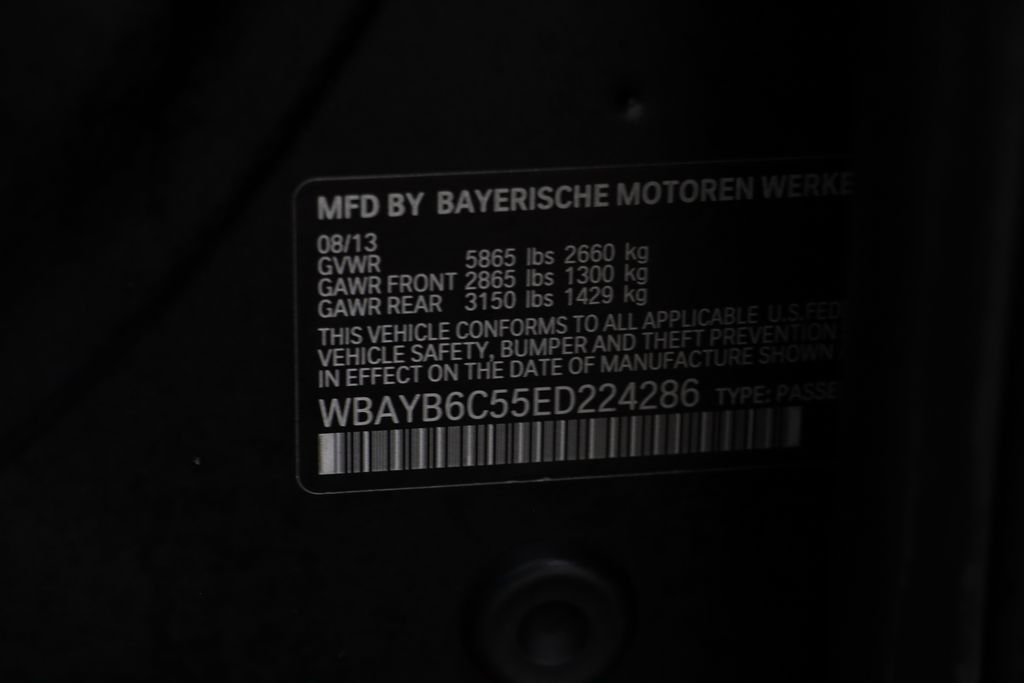 MFD BY BAYERISCHE MOTOREN WERKE
08/13
GVWR 5865 lbs 2660 kg
GAWR FRONT 2865 lbs 1300 kg
GAWR REAR 3150 lbs 1429 kg
THIS VEHICLE CONFORMS TO ALL APPLICABLE U.S.FED
VEHICLE SAFETY, BUMPER AND THEFT PREVENTION
IN EFFECT ON THE DATE OF MANUFACTURE SHOWN
WBAYB6C55ED224286 TYPE: PASSE